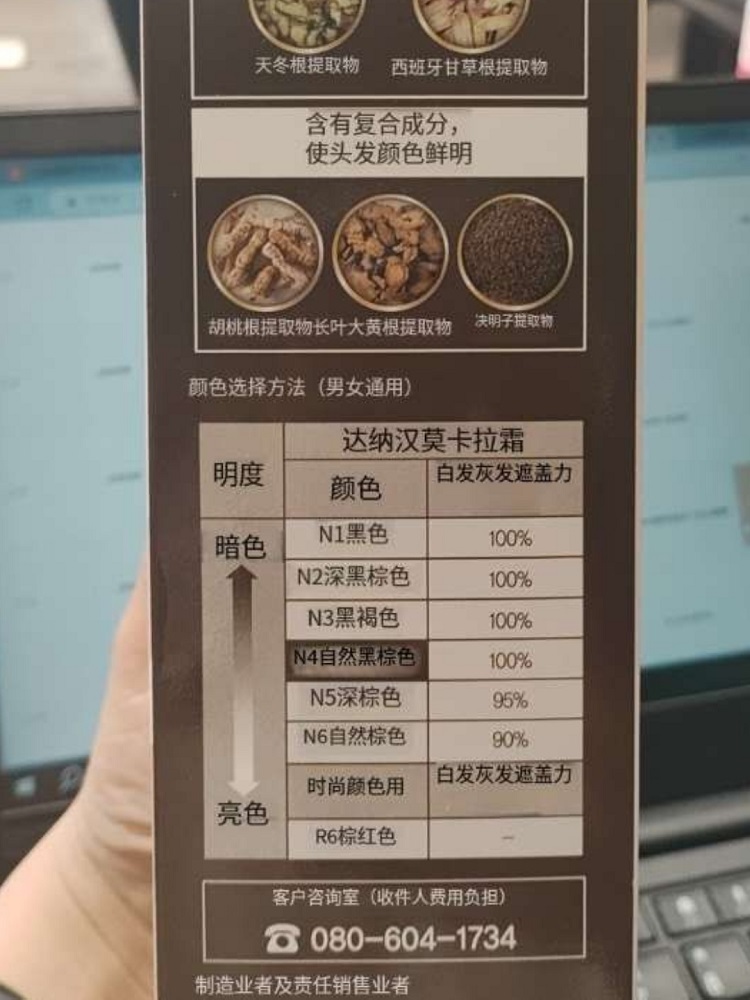 天冬根提取物 西班牙甘草根提取物
含有复合成分，
使头发颜色鲜明
胡桃根提取物长叶大黄根提取物 决明子提取物
颜色选择方法（男女通用）
明度 达纳汉莫卡拉霜
颜色 白发灰发遮盖力
暗色 N1黑色 100%
N2深黑棕色 100%
N3黑褐色 100%
N4自然黑棕色 100%
N5深棕色 95%
N6自然棕色 90%
时尚颜色用 白发灰发遮盖力
亮色 R6棕红色 –
客户咨询室（收件人费用负担）
☎ 080-604-1734
制造业者及责任销售业者